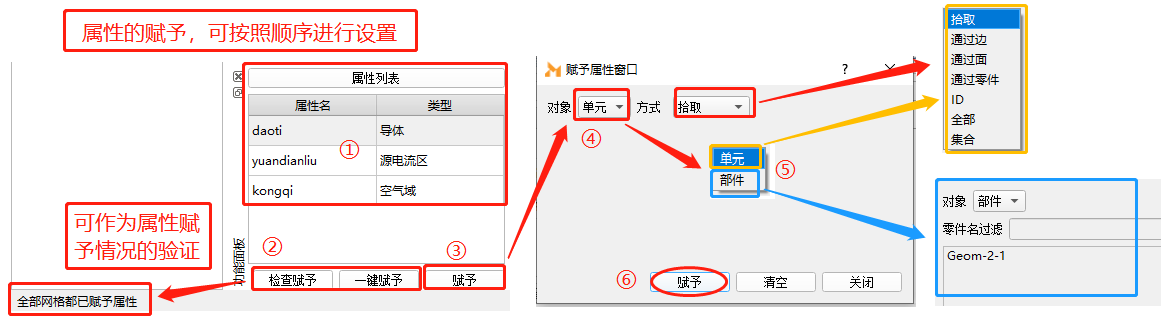 属性的赋予，可按照顺序进行设置
属性列表
属性名 类型
daoti 导体
①
yuandianliu 源电流区
kongqi 空气域
可作为属性赋
予情况的验证
功能面板
② ③
检查赋予 一键赋予 赋予
全部网格都已赋予属性
赋予属性窗口 ?
对象 单元 方式 拾取
④
单元
部件
⑤
⑥ 赋予 清空 关闭
拾取
通过边
通过面
通过零件
ID
全部
集合
对象 部件
零件名过滤
Geom-2-1